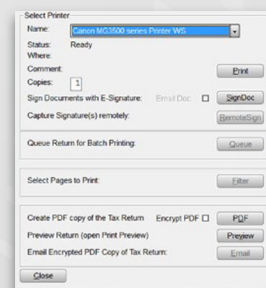 Select Printer
Name: Canon MG3500 series Printer WS
Status: Ready
Where:
Comment: Print
Copies: 1
Sign Documents with E-Signature: Email Doc SignDoc
Capture Signature(s) remotely: RemoteSign
Queue Return for Batch Printing: Queue
Select Pages to Print: Filter
Create PDF copy of the Tax Return Encrypt PDF PDF
Preview Return (open Print Preview) Preview
Email Encrypted PDF Copy of Tax Return: Email
Close